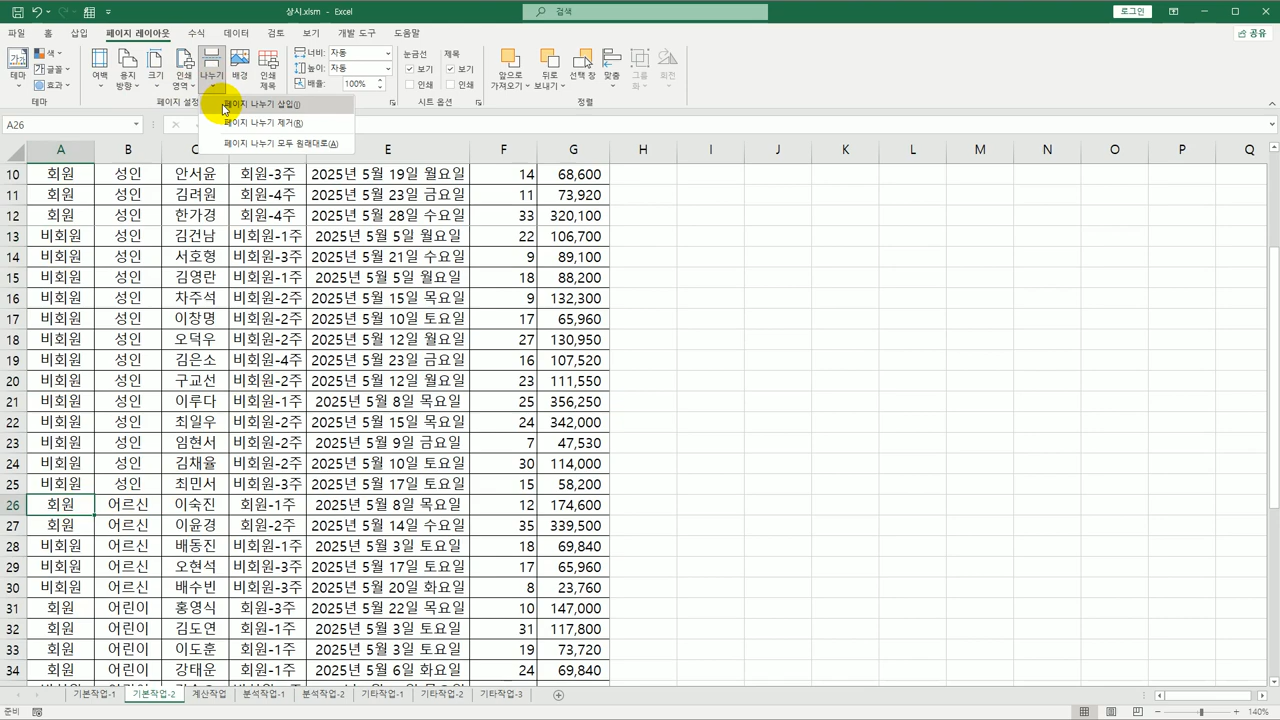 상시.xlsm - Excel
검색
로그인
파일 홈 삽입 페이지 레이아웃 수식 데이터 검토 보기 개발 도구 도움말
공유
테마
색
글꼴
효과
테마
여백
용지 방향
크기
인쇄 영역
나누기
배경
인쇄 제목
페이지 설정
너비: 자동
높이: 자동
배율: 100%
눈금선 제목
보기 보기
인쇄 인쇄
시트 옵션
앞으로 가져오기
뒤로 보내기
선택 창
맞춤
그룹화
회전
정렬
페이지 나누기 삽입(I)
페이지 나누기 제거(R)
페이지 나누기 모두 원래대로(A)
A26
A B C E F G H I J K L M N O P Q
10 회원 성인 안서윤 회원-3주 2025년 5월 19일 월요일 14 68,600
11 회원 성인 김려원 회원-4주 2025년 5월 23일 금요일 11 73,920
12 회원 성인 한가경 회원-4주 2025년 5월 28일 수요일 33 320,100
13 비회원 성인 김건남 비회원-1주 2025년 5월 5일 월요일 22 106,700
14 비회원 성인 서호형 비회원-3주 2025년 5월 21일 수요일 9 89,100
15 비회원 성인 김영란 비회원-1주 2025년 5월 5일 월요일 18 88,200
16 비회원 성인 차주석 비회원-2주 2025년 5월 15일 목요일 9 132,300
17 비회원 성인 이창명 비회원-2주 2025년 5월 10일 토요일 17 65,960
18 비회원 성인 오덕우 비회원-2주 2025년 5월 12일 월요일 27 130,950
19 비회원 성인 김은소 비회원-4주 2025년 5월 23일 금요일 16 107,520
20 비회원 성인 구교선 비회원-2주 2025년 5월 12일 월요일 23 111,550
21 비회원 성인 이루다 비회원-1주 2025년 5월 8일 목요일 25 356,250
22 비회원 성인 최일우 비회원-2주 2025년 5월 15일 목요일 24 342,000
23 비회원 성인 임현서 비회원-2주 2025년 5월 9일 금요일 7 47,530
24 비회원 성인 김채율 비회원-2주 2025년 5월 10일 토요일 30 114,000
25 비회원 성인 최민서 비회원-3주 2025년 5월 17일 토요일 15 58,200
26 회원 어르신 이숙진 회원-1주 2025년 5월 8일 목요일 12 174,600
27 회원 어르신 이윤경 회원-2주 2025년 5월 14일 수요일 35 339,500
28 비회원 어르신 배동진 비회원-1주 2025년 5월 3일 토요일 18 69,840
29 비회원 어르신 오현석 비회원-3주 2025년 5월 17일 토요일 17 65,960
30 비회원 어르신 배수빈 비회원-3주 2025년 5월 20일 화요일 8 23,760
31 회원 어린이 홍영식 회원-3주 2025년 5월 22일 목요일 10 147,000
32 회원 어린이 김도연 회원-1주 2025년 5월 3일 토요일 31 117,800
33 회원 어린이 이도훈 회원-1주 2025년 5월 3일 토요일 19 73,720
34 회원 어린이 강태운 회원-1주 2025년 5월 6일 화요일 24 69,840
기본작업-1 기본작업-2 계산작업 분석작업-1 분석작업-2 기타작업-1 기타작업-2 기타작업-3
준비
140%